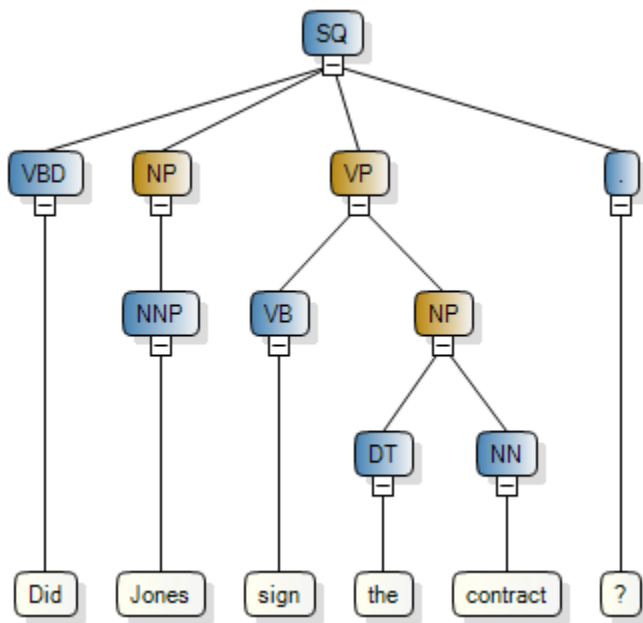 SQ
VBD NP VP .
NNP VB NP
DT NN
Did Jones sign the contract ?